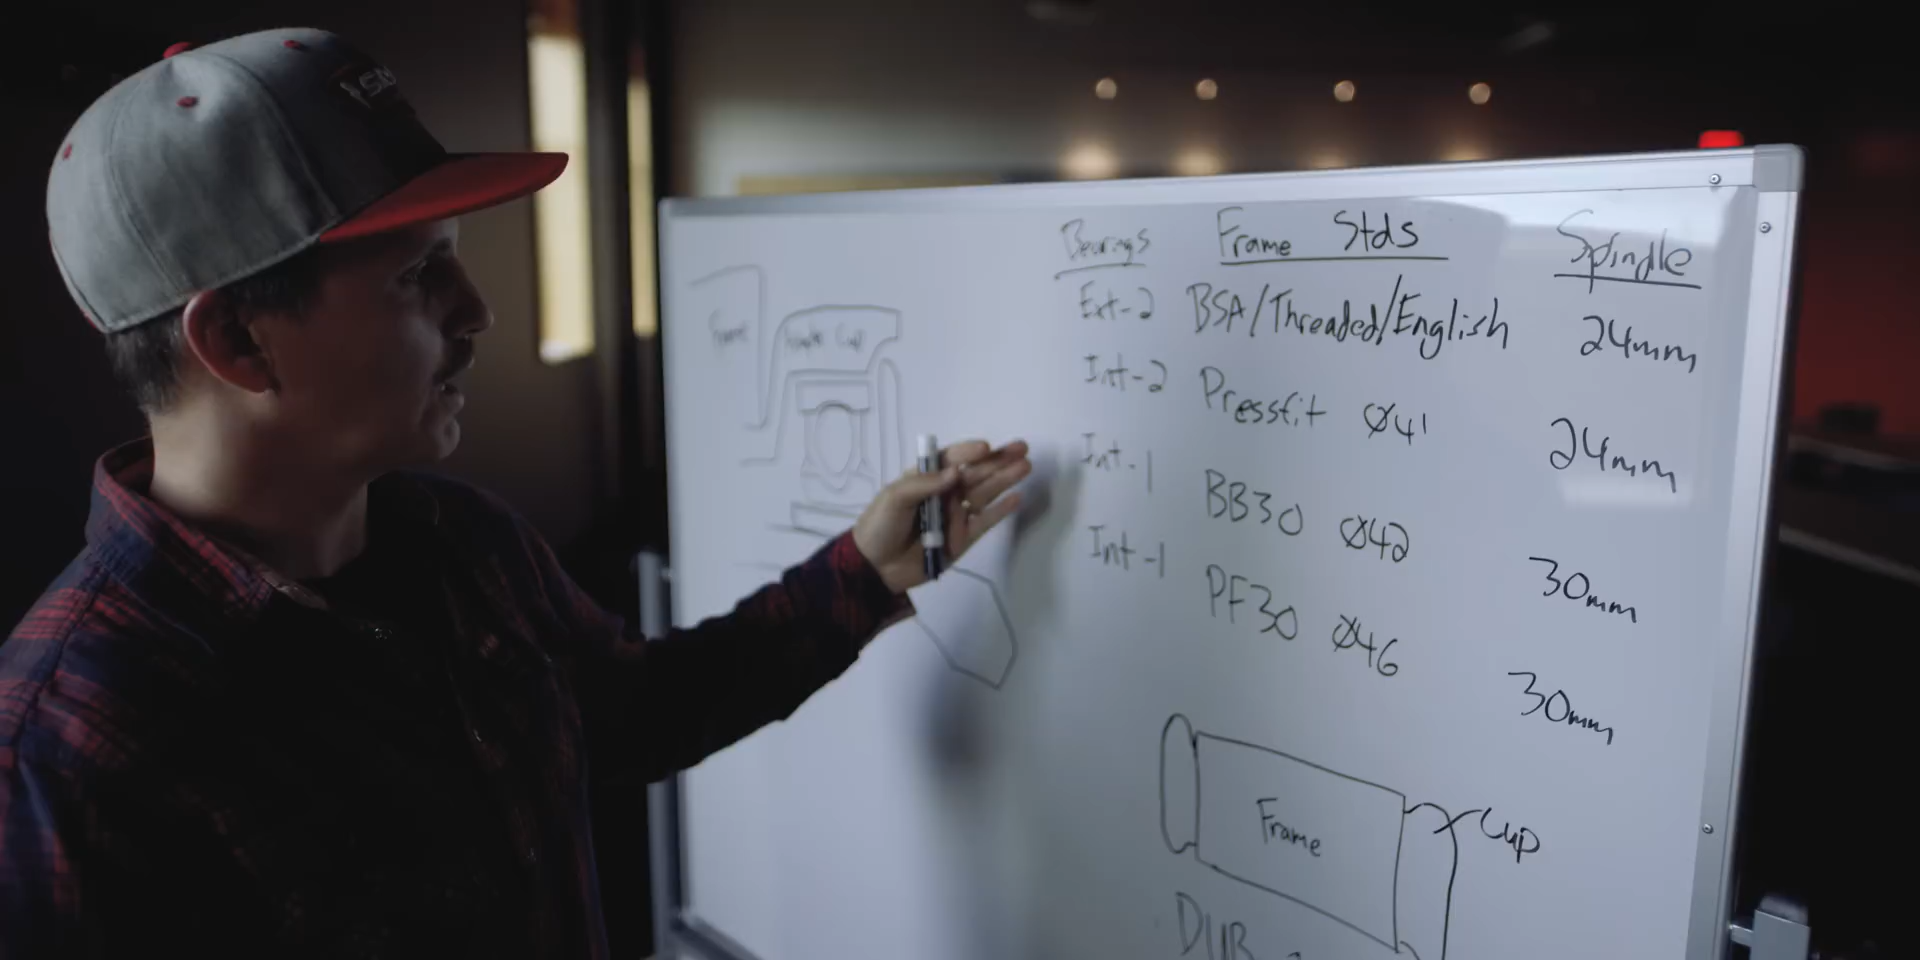 Bearings Frame Stds Spindle
Ext-2 BSA/Threaded/English 24mm
Int-2 Pressfit Ø41 24mm
Int-1 BB30 Ø42 30mm
Int-1 PF30 Ø46 30mm
Frame
Cup
Frame
Cup
DUB